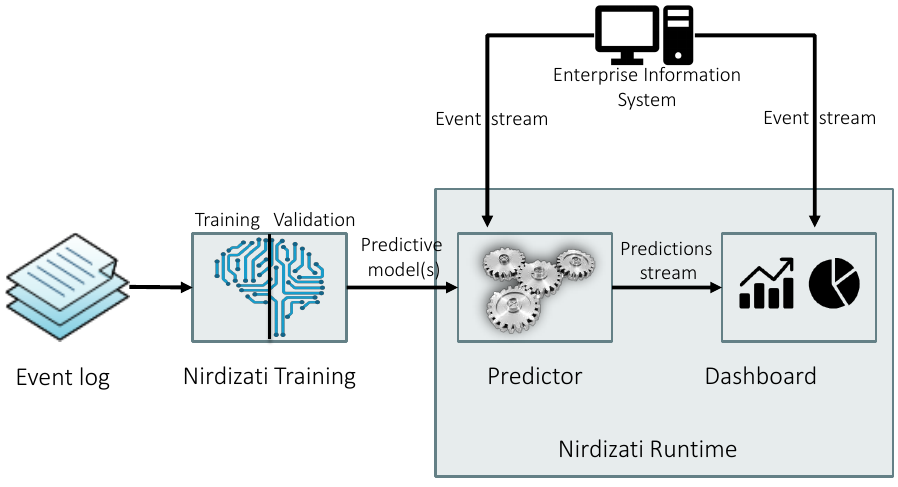 Enterprise Information
System
Event stream
Event stream
Training
Validation
Predictive
model(s)
Predictions
stream
Event log
Nirdizati Training
Predictor
Dashboard
Nirdizati Runtime